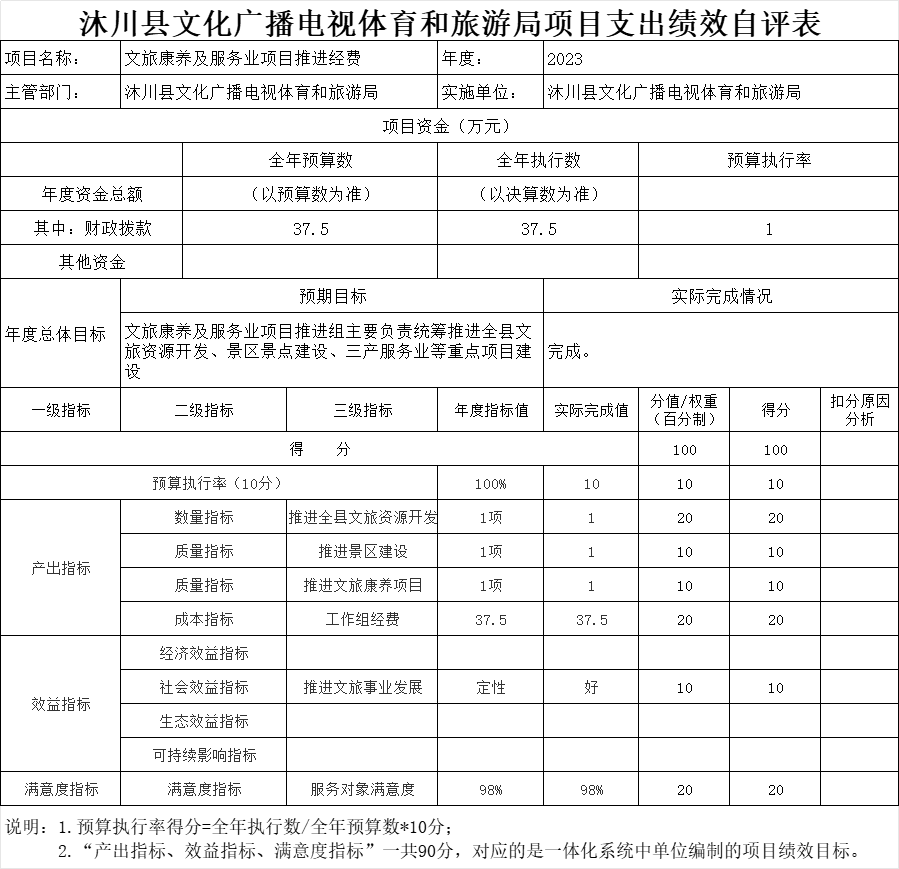 沐川县文化广播电视体育和旅游局项目支出绩效自评表
项目名称： 文旅康养及服务业项目推进经费 年度： 2023
主管部门： 沐川县文化广播电视体育和旅游局 实施单位： 沐川县文化广播电视体育和旅游局
项目资金（万元）
全年预算数 全年执行数 预算执行率
年度资金总额 （以预算数为准） （以决算数为准）
其中：财政拨款 37.5 37.5 1
其他资金
年度总体目标 预期目标 实际完成情况
文旅康养及服务业项目推进组主要负责统筹推进全县文
旅资源开发、景区景点建设、三产服务业等重点项目建
设
完成。
一级指标 二级指标 三级指标 年度指标值 实际完成值 分值/权重
（百分制） 得分 扣分原因
分析
得 分 100 100
预算执行率（10分） 100% 10 10 10
产出指标 数量指标 推进全县文旅资源开发 1项 1 20 20
质量指标 推进景区建设 1项 1 10 10
质量指标 推进文旅康养项目 1项 1 10 10
成本指标 工作组经费 37.5 37.5 20 20
效益指标 经济效益指标
社会效益指标 推进文旅事业发展 定性 好 10 10
生态效益指标
可持续影响指标
满意度指标 满意度指标 服务对象满意度 98% 98% 20 20
说明：1.预算执行率得分=全年执行数/全年预算数*10分；
2.“产出指标、效益指标、满意度指标”一共90分，对应的是一体化系统中单位编制的项目绩效目标。